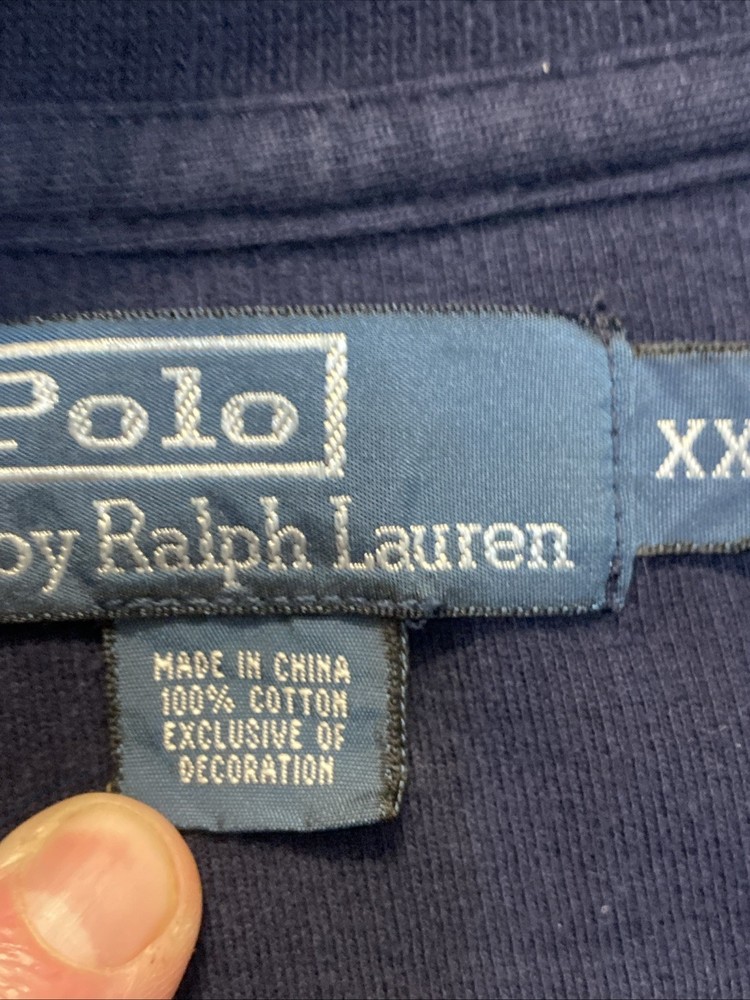 Polo
by Ralph Lauren
XX
MADE IN CHINA
100% COTTON
EXCLUSIVE OF
DECORATION